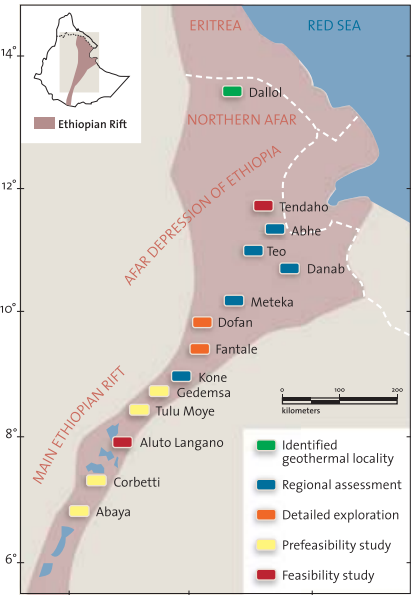 ERITREA
RED SEA
14°
Ethiopian Rift
Dallol
NORTHERN AFAR
12°
AFAR DEPRESSION OF ETHIOPIA
Tendaho
Abhe
Teo
Danab
Meteka
10°
Dofan
Fantale
MAIN ETHIOPIAN RIFT
Kone
Gedemsa
Tulu Moye
0 100 200
kilometers
8°
Aluto Langano
Corbetti
Abaya
6°
Identified
geothermal locality
Regional assessment
Detailed exploration
Prefeasibility study
Feasibility study